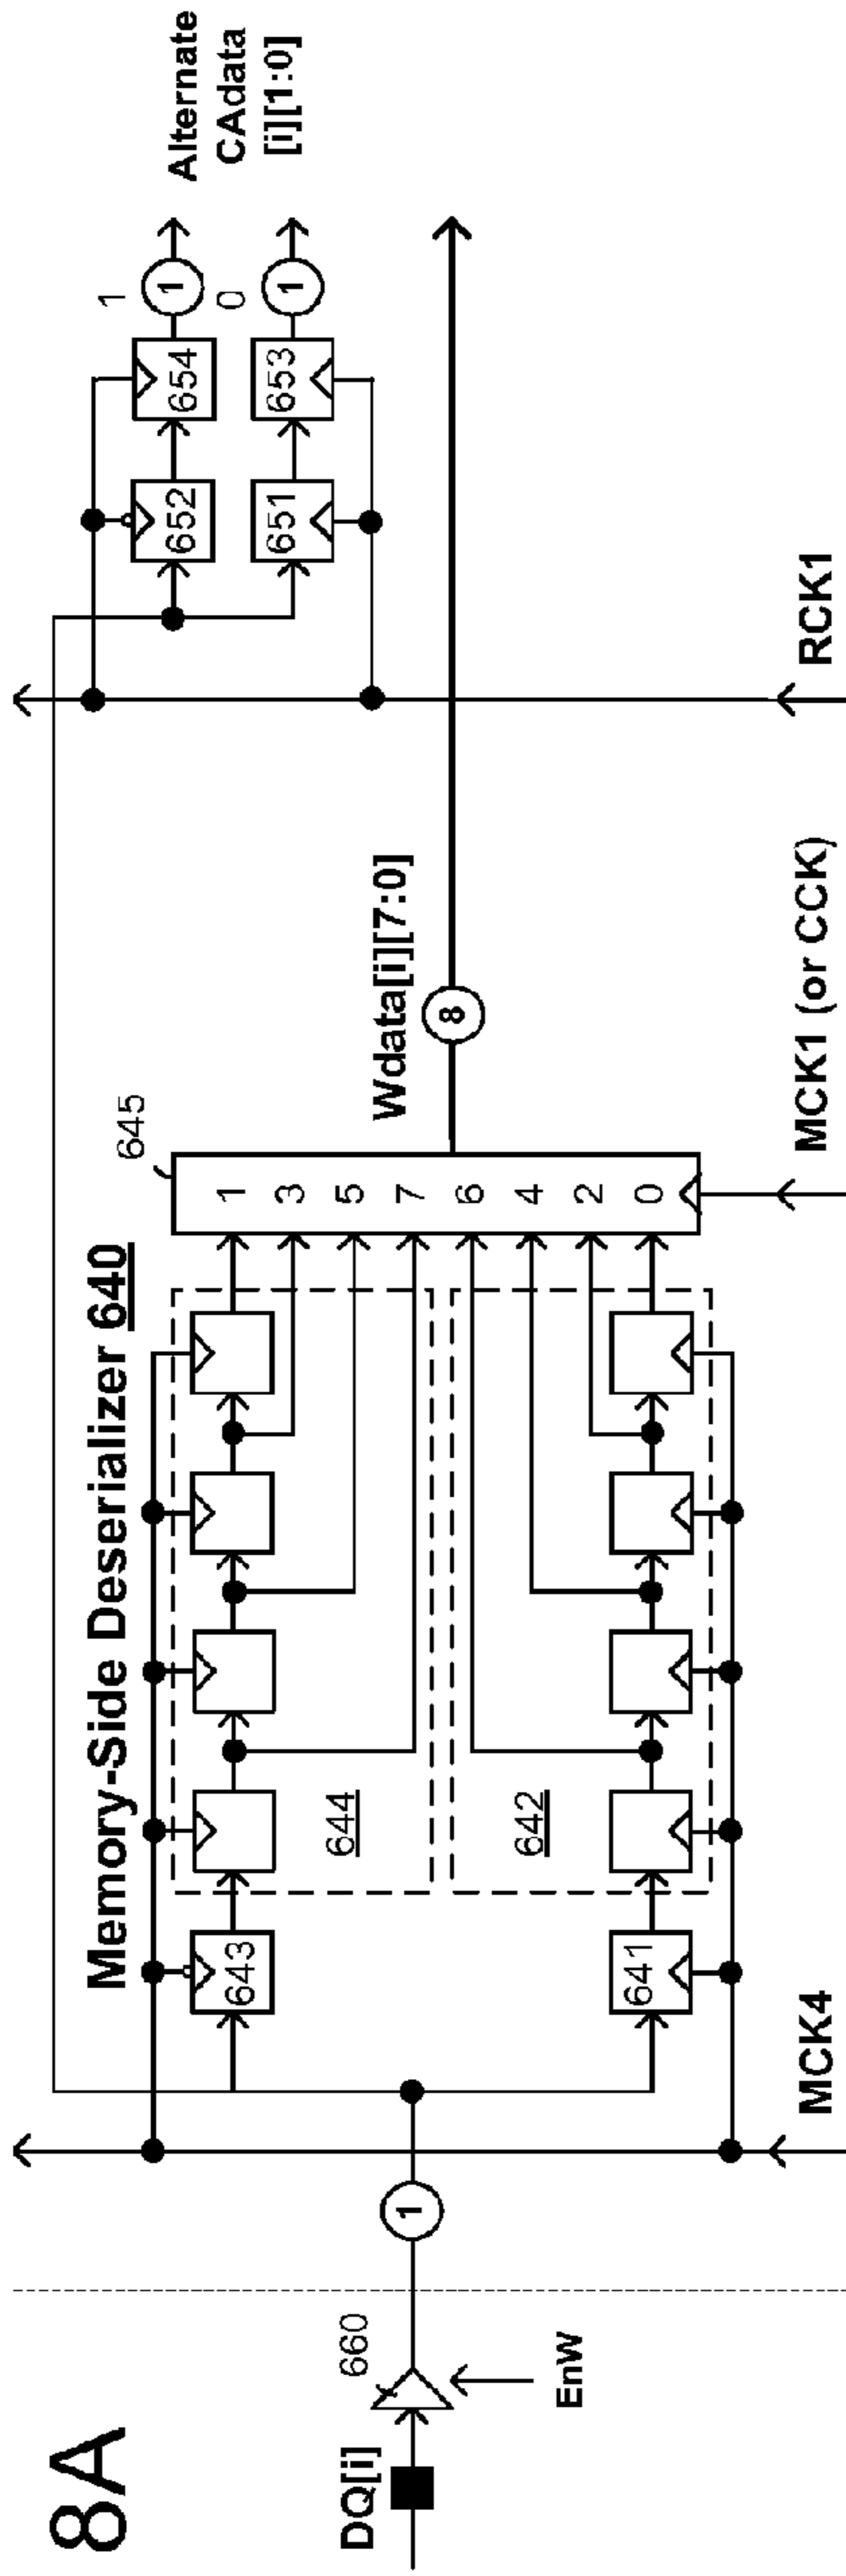 8A
Memory-Side Deserializer 640
DQ[i]
660
EnW
1
MCK4
643
641
644
642
645
1
3
5
7
6
4
2
0
MCK1 (or CCK)
Wdata[i][7:0]
8
RCK1
652
654
651
653
1
1
0
1
Alternate
CAdata
[i][1:0]